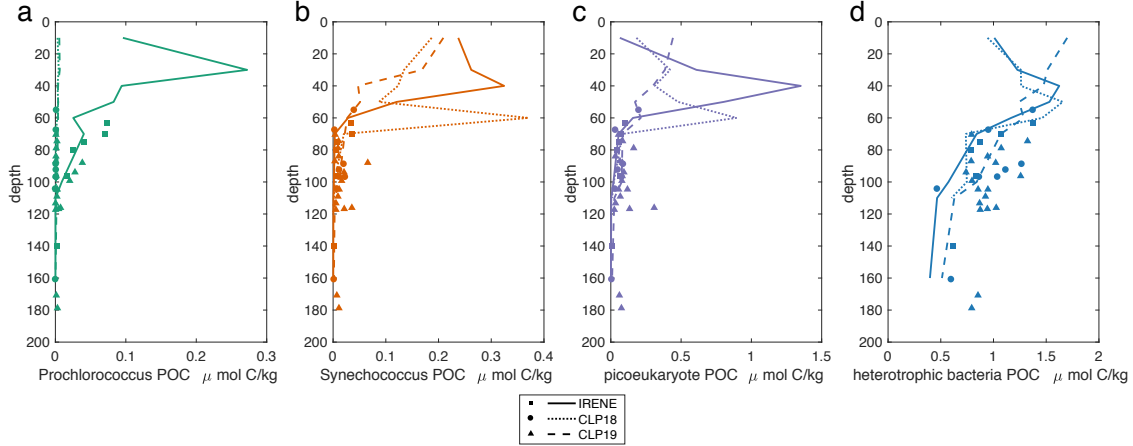 a
b
c
d
0
20
40
60
80
100
120
140
160
180
200
depth
0 0.1 0.2 0.3
Prochlorococcus POC μ mol C/kg
0
20
40
60
80
100
120
140
160
180
200
depth
0 0.1 0.2 0.3 0.4
Synechococcus POC μ mol C/kg
0
20
40
60
80
100
120
140
160
180
200
depth
0 0.5 1 1.5
picoeukaryote POC μ mol C/kg
0
20
40
60
80
100
120
140
160
180
200
depth
0 0.5 1 1.5 2
heterotrophic bacteria POC μ mol C/kg
IRENE
CLP18
CLP19